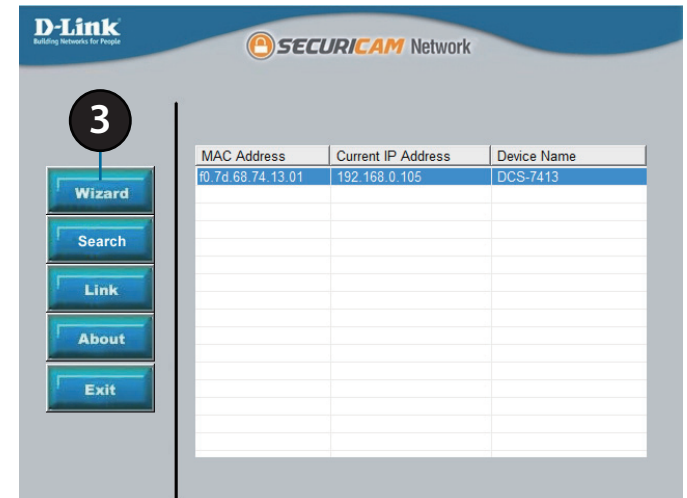 D-Link
Building Networks for People
SECURICAM Network
3
MAC Address Current IP Address Device Name
f0.7d.68.74.13.01 192.168.0.105 DCS-7413
Wizard
Search
Link
About
Exit